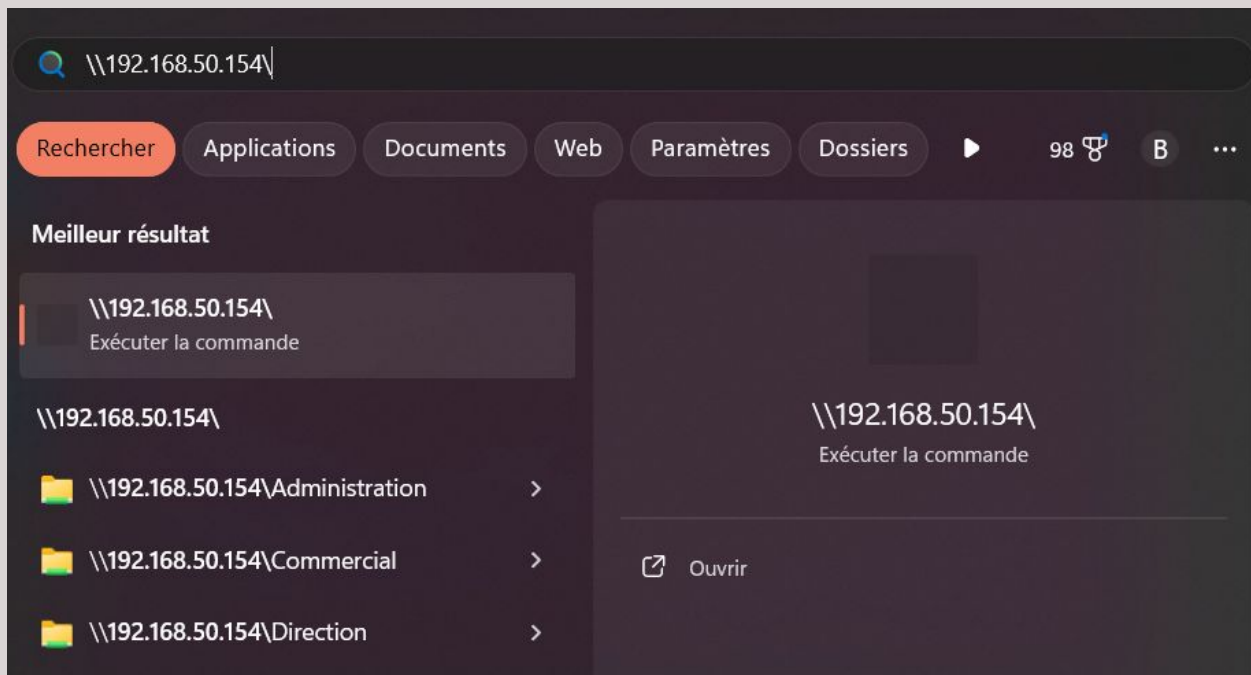 \\192.168.50.154\
Rechercher Applications Documents Web Paramètres Dossiers 98 B ...
Meilleur résultat
\\192.168.50.154\
Exécuter la commande
\\192.168.50.154\
\\192.168.50.154\Administration
\\192.168.50.154\Commercial
\\192.168.50.154\Direction
\\192.168.50.154\
Exécuter la commande
Ouvrir